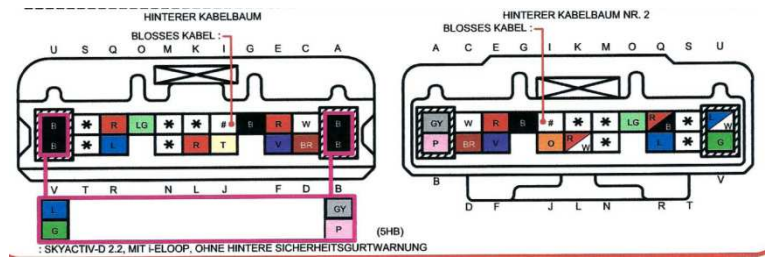 HINTERER KABELBAUM
BLOSSES KABEL :
U S Q O M K I G E C A
B * R LG * * # B R W B
B * L * R T V BR B
V T R N L J F D B
L GY
G P
(5HB)
: SKYACTIV-D 2.2, MIT i-ELOOP, OHNE HINTERE SICHERHEITSGURTWARNUNG
HINTERER KABELBAUM NR. 2
BLOSSES KABEL :
A C E G I K M O Q S U
GY W R B # * * LG R B * L W
P BR V O R W * L * G
B D F J L N R T V